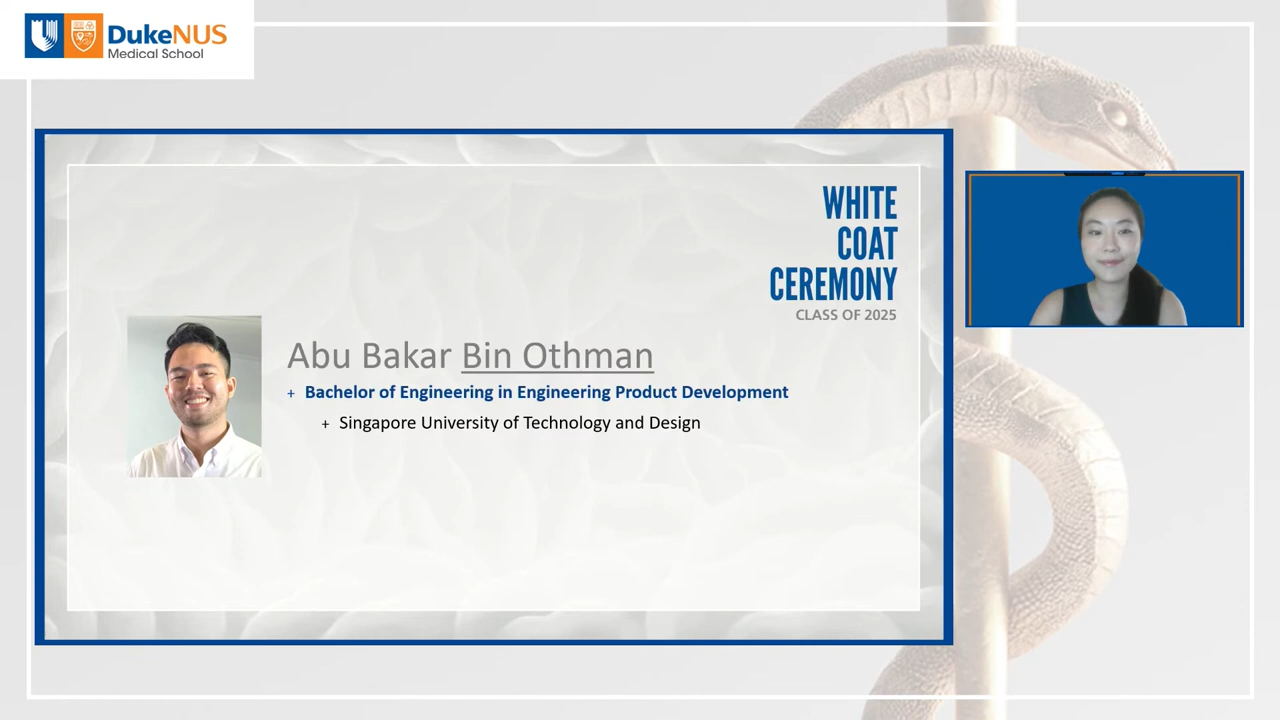 DukeNUS
Medical School
WHITE
COAT
CEREMONY
CLASS OF 2025
Abu Bakar Bin Othman
+ Bachelor of Engineering in Engineering Product Development
+ Singapore University of Technology and Design